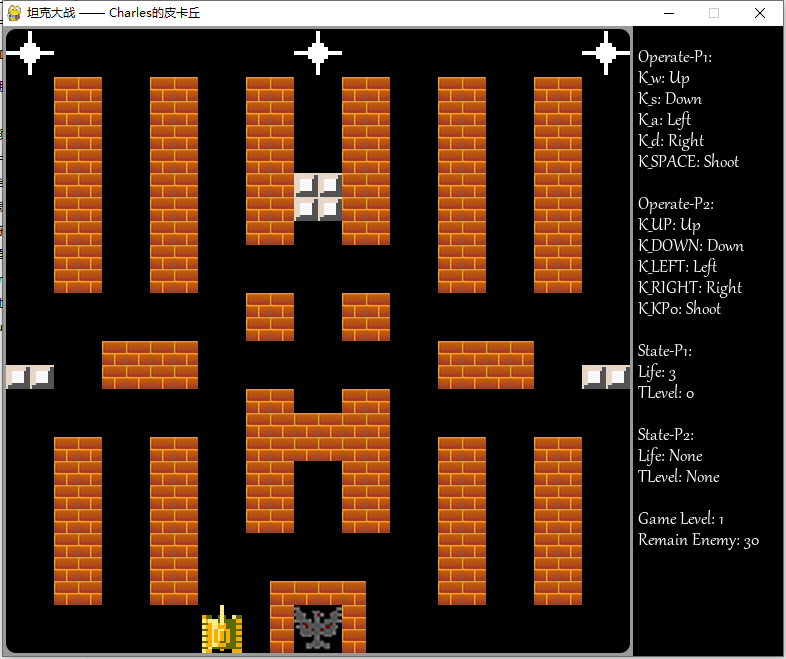 坦克大战 —— Charles的皮卡丘
Operate-P1:
K_w: Up
K_s: Down
K_a: Left
K_d: Right
K_SPACE: Shoot
Operate-P2:
K_UP: Up
K_DOWN: Down
K_LEFT: Left
K_RIGHT: Right
K_KP0: Shoot
State-P1:
Life: 3
TLevel: 0
State-P2:
Life: None
TLevel: None
Game Level: 1
Remain Enemy: 30